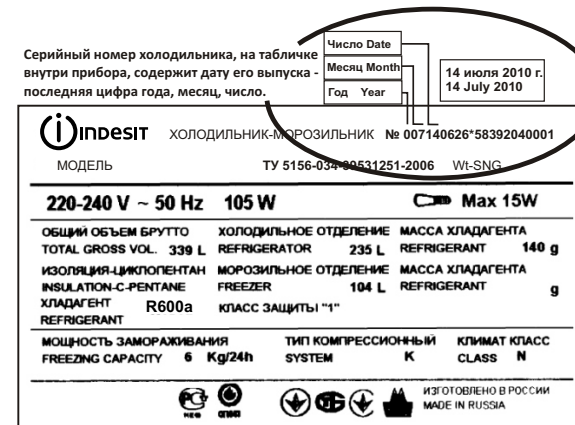 Серийный номер холодильника, на табличке
внутри прибора, содержит дату его выпуска -
последняя цифра года, месяц, число.
Число Date
Месяц Month
Год Year
14 июля 2010 г.
14 July 2010
INDESIT ХОЛОДИЛЬНИК-МОРОЗИЛЬНИК № 007140626*58392040001
МОДЕЛЬ ТУ 5156-034-39531251-2006 Wt-SNG
220-240 V ~ 50 Hz 105 W Max 15W
ОБЩИЙ ОБЪЕМ БРУТТО ХОЛОДИЛЬНОЕ ОТДЕЛЕНИЕ МАССА ХЛАДАГЕНТА
TOTAL GROSS VOL. 339 L REFRIGERATOR 235 L REFRIGERANT 140 g
ИЗОЛЯЦИЯ-ЦИКЛОПЕНТАН МОРОЗИЛЬНОЕ ОТДЕЛЕНИЕ МАССА ХЛАДАГЕНТА
INSULATION-C-PENTANE FREEZER 104 L REFRIGERANT g
ХЛАДАГЕНТ R600a КЛАСС ЗАЩИТЫ "1"
REFRIGERANT
МОЩНОСТЬ ЗАМОРАЖИВАНИЯ ТИП КОМПРЕССИОННЫЙ КЛИМАТ КЛАСС
FREEZING CAPACITY 6 Kg/24h SYSTEM K CLASS N
ИЗГОТОВЛЕНО В РОССИИ
MADE IN RUSSIA